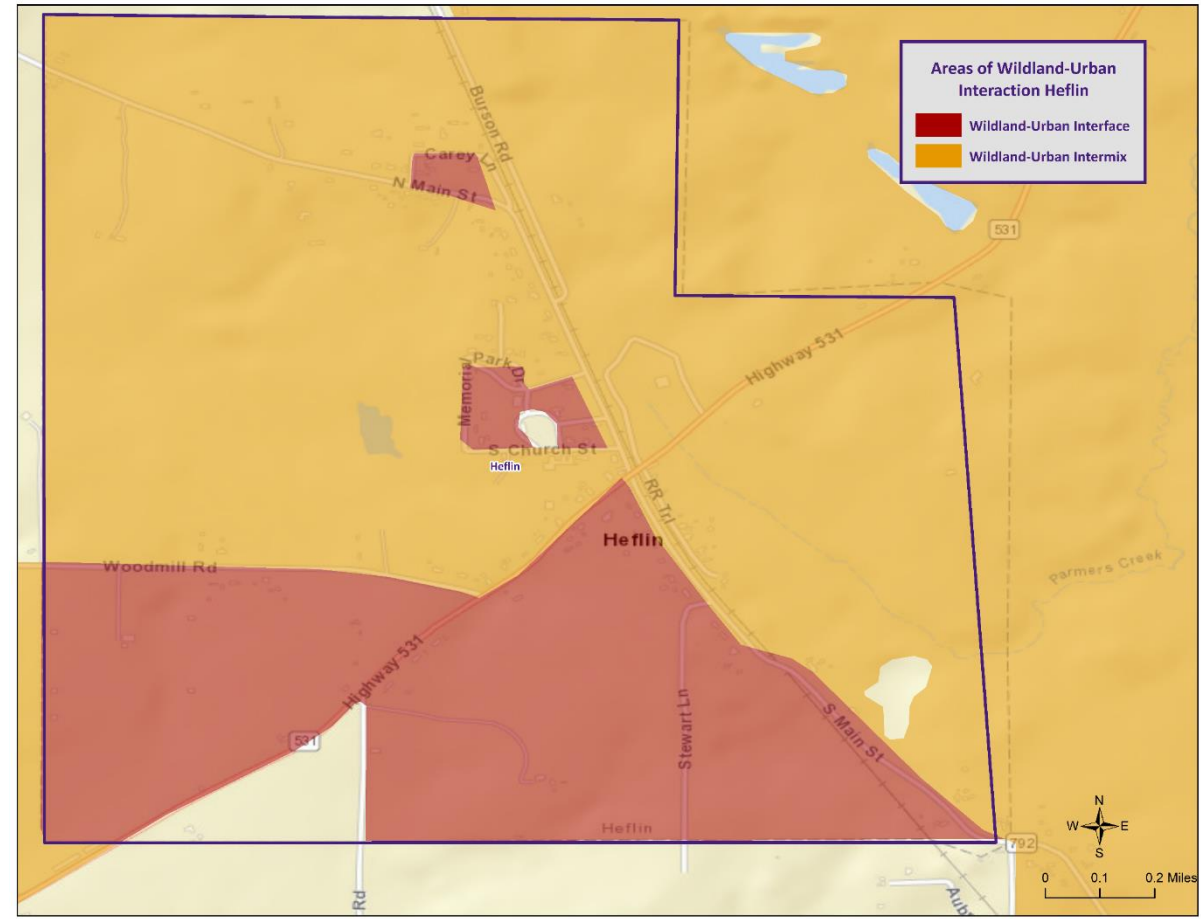 Areas of Wildland-Urban
Interaction Heflin
Wildland-Urban Interface
Wildland-Urban Intermix
Burson Rd
Carey Ln
N Main St
531
Highway 531
Park Dr
Memorial
S Church St
Heflin
RR Trl
Heflin
Woodmill Rd
Parmers Creek
Highway 531
Stewart Ln
S Main St
531
Heflin
792
Rd
N
W E
S
0 0.1 0.2 Miles